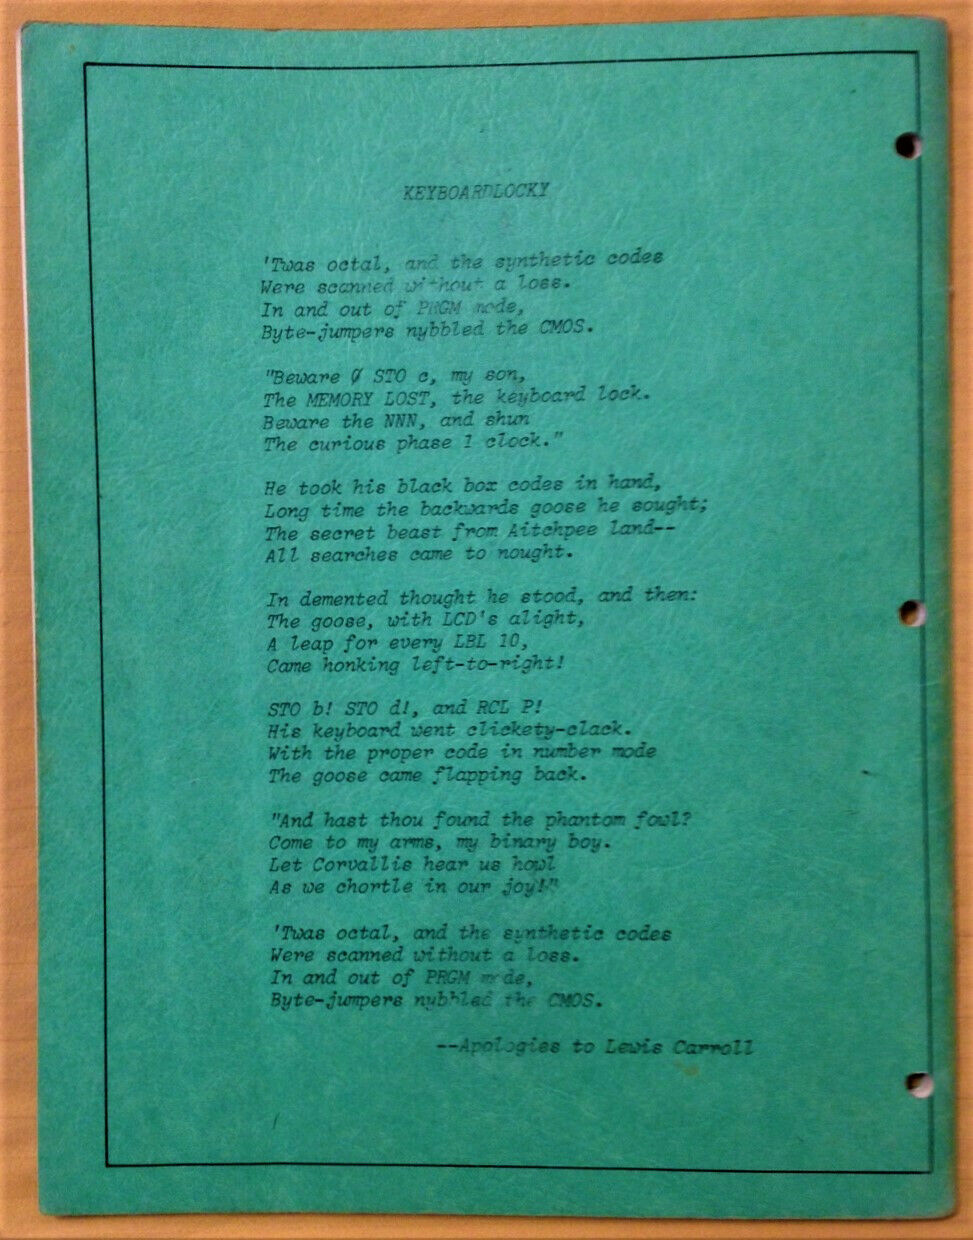 KEYBOARDLOCKY
'Twas octal, and the synthetic codes
Were scanned without a loss.
In and out of PRGM mode,
Byte-jumpers nybbled the CMOS.
"Beware Ø STO c, my son,
The MEMORY LOST, the keyboard lock.
Beware the NNN, and shun
The curious phase 1 clock."
He took his black box codes in hand,
Long time the backwards goose he sought;
The secret beast from Aitchpee land--
All searches came to nought.
In demented thought he stood, and then:
The goose, with LCD's alight,
A leap for every LBL 10,
Came honking left-to-right!
STO b! STO d!, and RCL P!
His keyboard went clickety-clack.
With the proper code in number mode
The goose came flapping back.
"And hast thou found the phantom fowl?
Come to my arms, my binary boy.
Let Corvallis hear us howl
As we chortle in our joy!"
'Twas octal, and the synthetic codes
Were scanned without a loss.
In and out of PRGM mode,
Byte-jumpers nybbled the CMOS.
--Apologies to Lewis Carroll